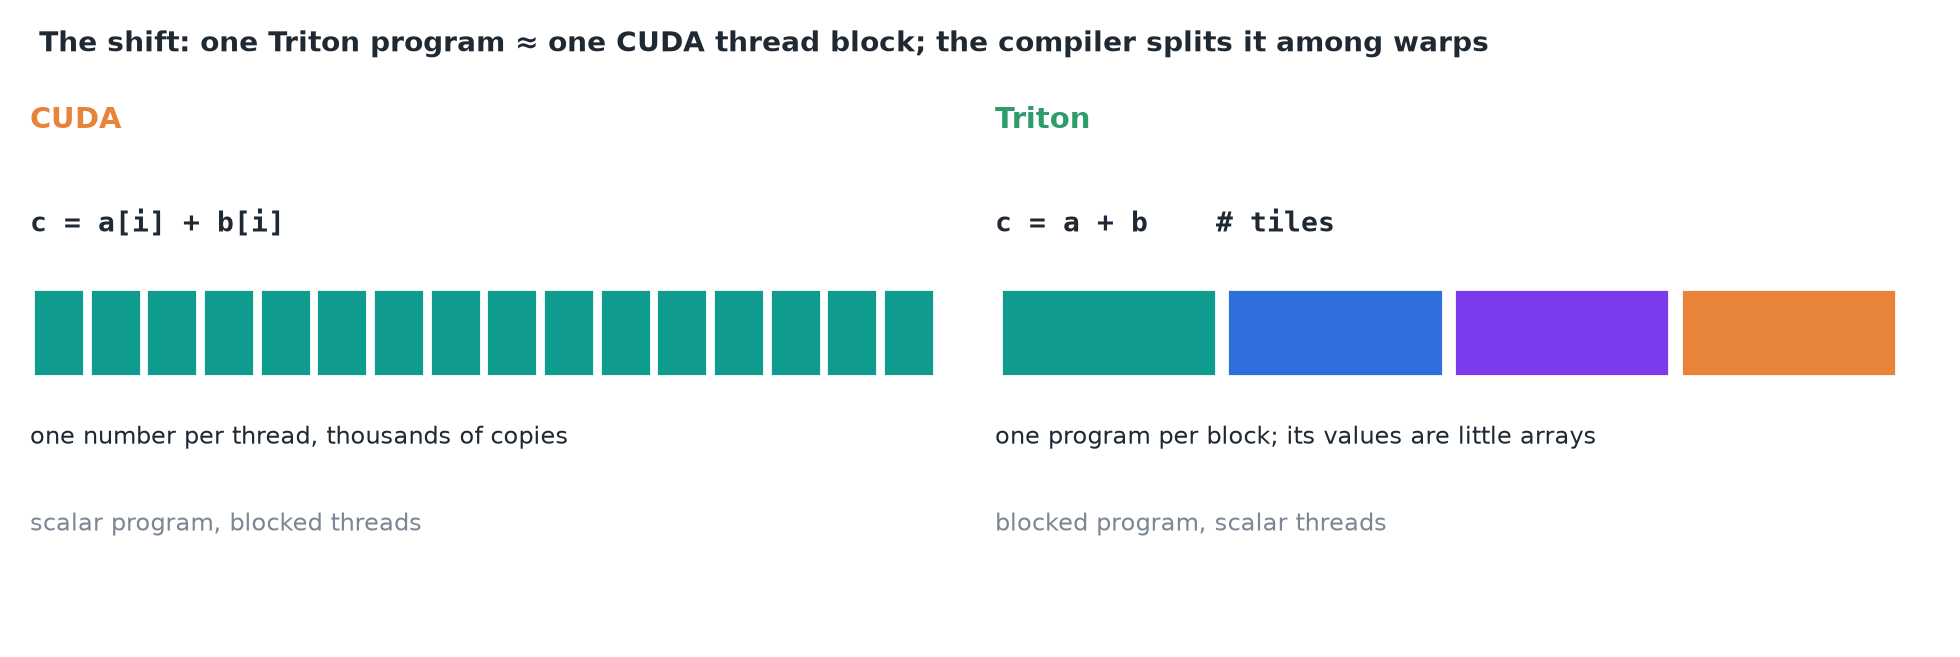 The shift: one Triton program ≈ one CUDA thread block; the compiler splits it among warps
CUDA
c = a[i] + b[i]
one number per thread, thousands of copies
scalar program, blocked threads
Triton
c = a + b    # tiles
one program per block; its values are little arrays
blocked program, scalar threads